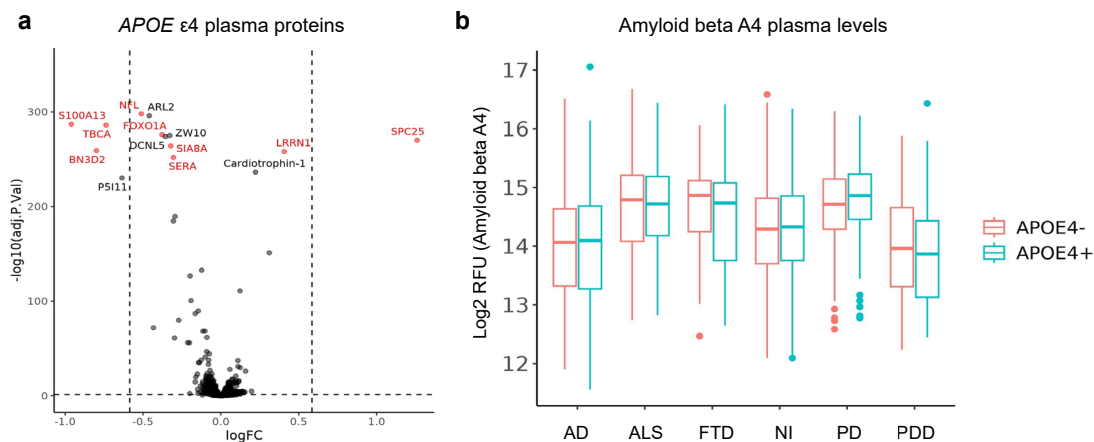 a
APOE ε4 plasma proteins
-log10(adj.P.Val)
300
200
100
0
-1.0
-0.5
0.0
0.5
1.0
logFC
NFL
ARL2
S100A13
TBCA
FOXO1A
ZW10
DCNL5
SIA8A
BN3D2
SERA
P5I11
LRRN1
Cardiotrophin-1
SPC25
b
Amyloid beta A4 plasma levels
Log2 RFU (Amyloid beta A4)
17
16
15
14
13
12
AD
ALS
FTD
NI
PD
PDD
APOE4-
APOE4+